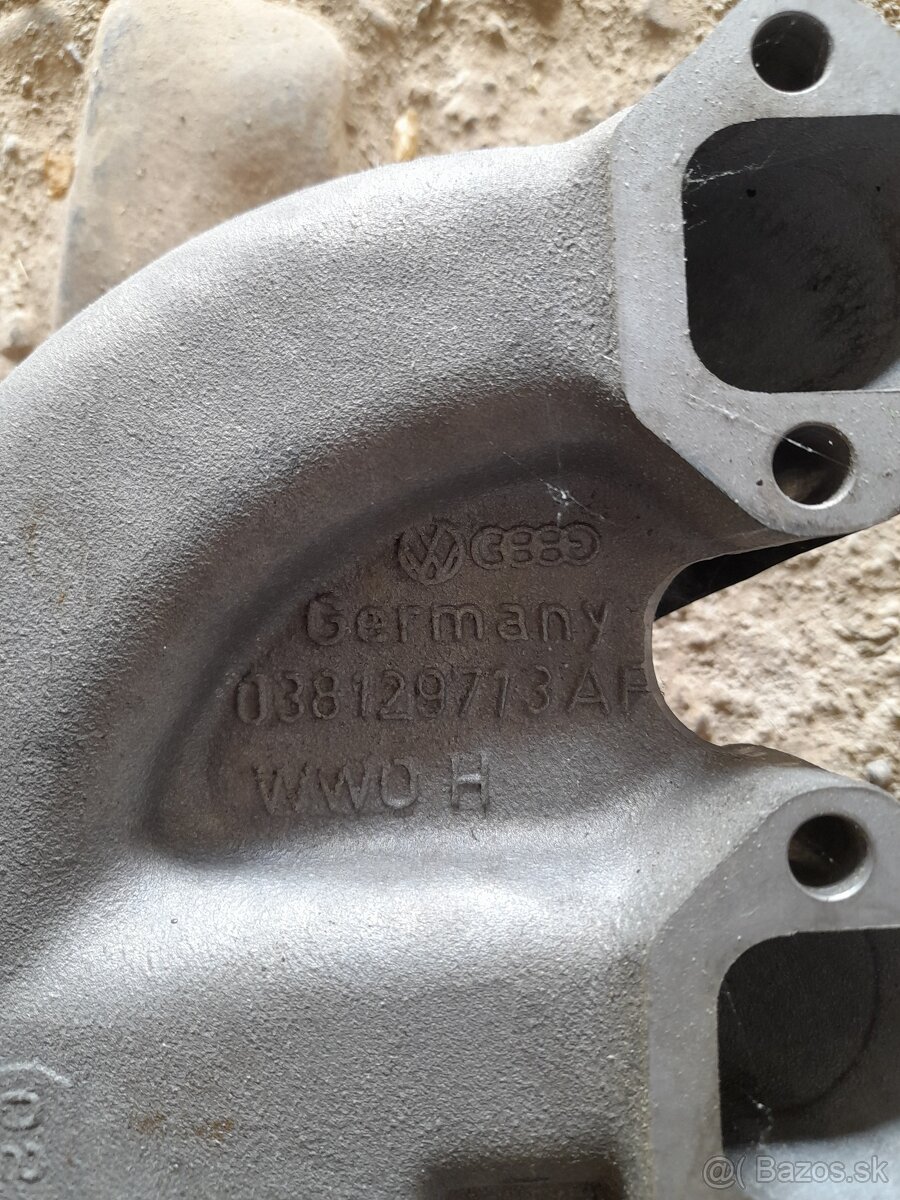 Germany
038129713AF
WWO H
@( Bazos.sk